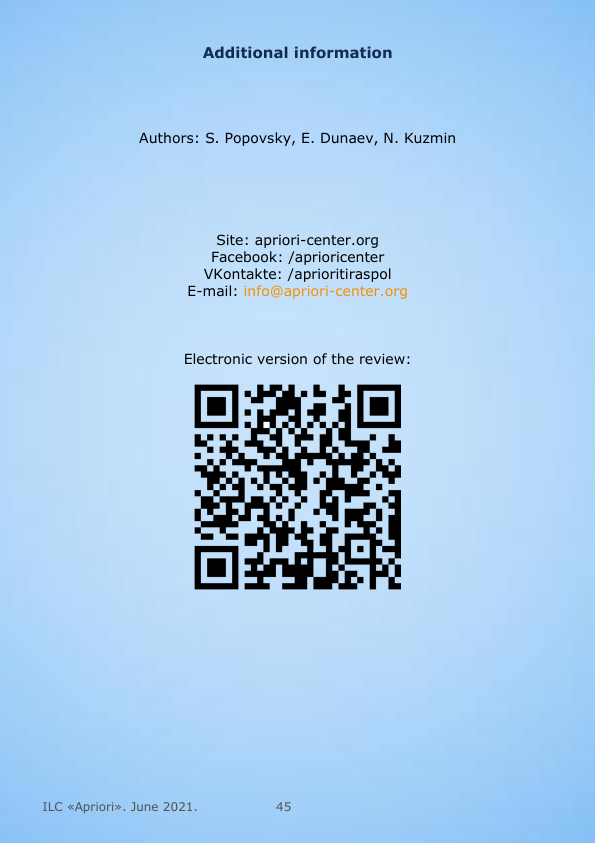 Additional information
Authors: S. Popovsky, E. Dunaev, N. Kuzmin
Site: apriori-center.org
Facebook: /aprioricenter
VKontakte: /aprioritiraspol
E-mail: info@apriori-center.org
Electronic version of the review:
ILC «Apriori». June 2021. 45